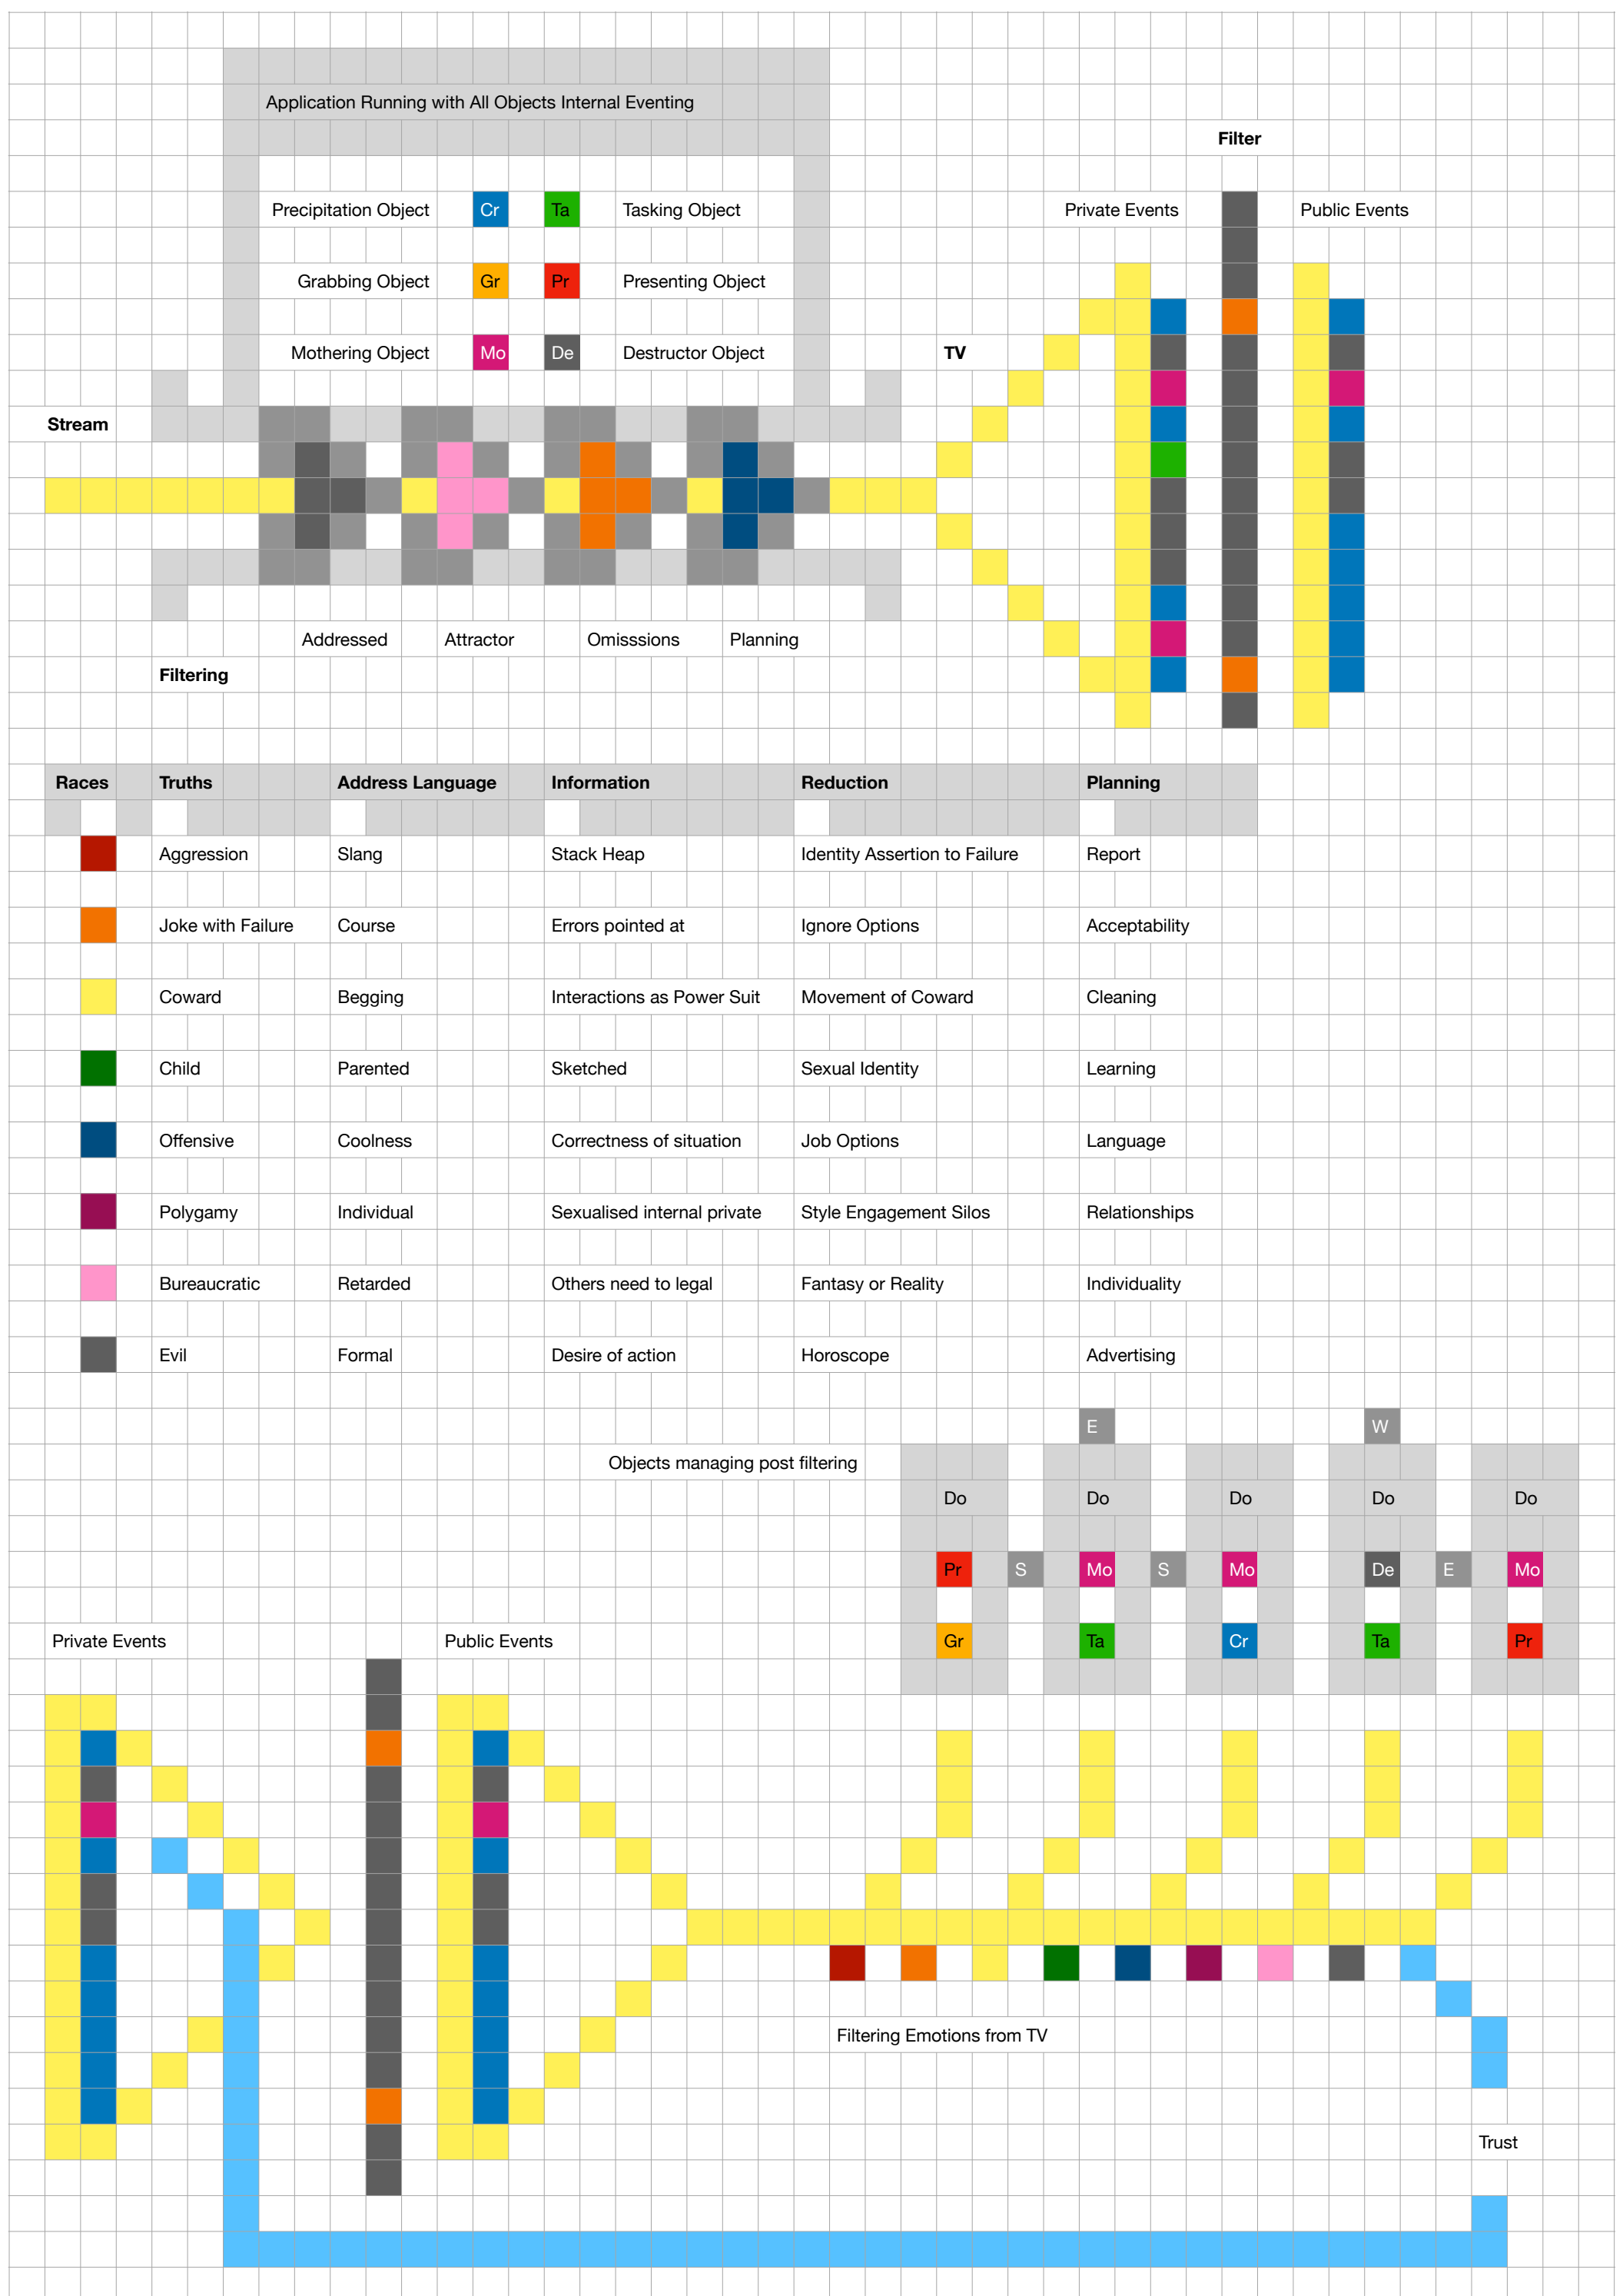 Application Running with All Objects Internal Eventing
Filter
Precipitation Object Cr Ta Tasking Object
Private Events Public Events
Grabbing Object Gr Pr Presenting Object
Mothering Object Mo De Destructor Object
TV
Stream
Addressed Attractor Omisssions Planning
Filtering
Races Truths Address Language Information Reduction Planning
Aggression Slang Stack Heap Identity Assertion to Failure Report
Joke with Failure Course Errors pointed at Ignore Options Acceptability
Coward Begging Interactions as Power Suit Movement of Coward Cleaning
Child Parented Sketched Sexual Identity Learning
Offensive Coolness Correctness of situation Job Options Language
Polygamy Individual Sexualised internal private Style Engagement Silos Relationships
Bureaucratic Retarded Others need to legal Fantasy or Reality Individuality
Evil Formal Desire of action Horoscope Advertising
E W
Objects managing post filtering
Do Do Do Do Do
Pr S Mo S Mo De E Mo
Private Events Public Events Gr Ta Cr Ta Pr
Filtering Emotions from TV
Trust